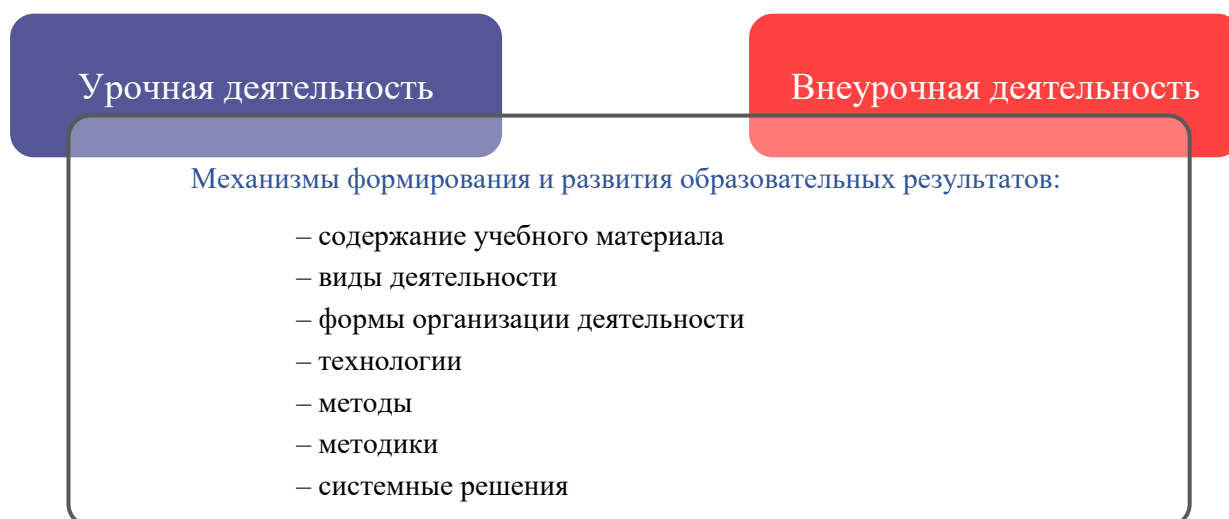 Урочная деятельность
Внеурочная деятельность
Механизмы формирования и развития образовательных результатов:
– содержание учебного материала
– виды деятельности
– формы организации деятельности
– технологии
– методы
– методики
– системные решения